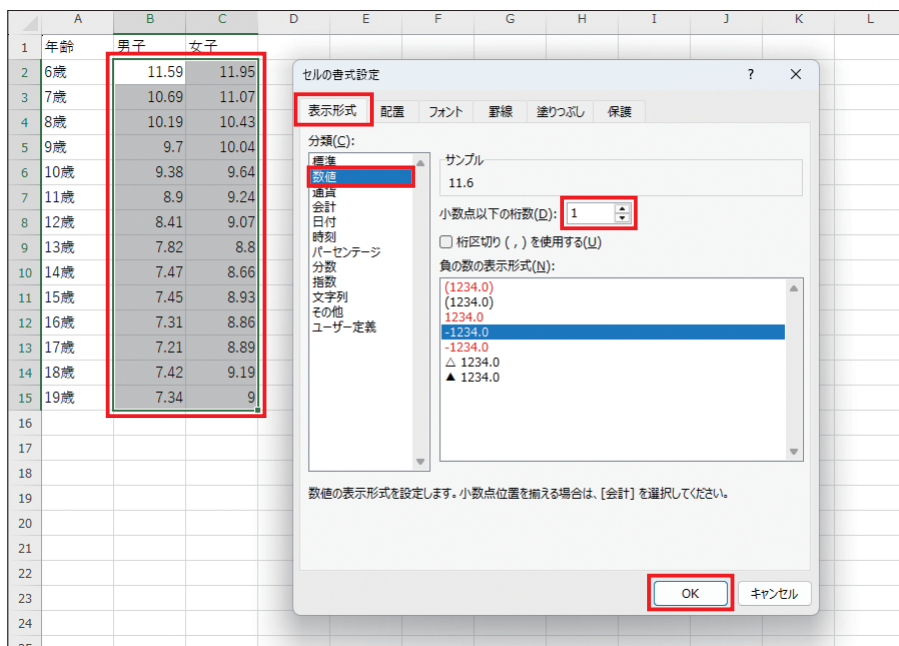 A B C D E F G H I J K L
1 年齢 男子 女子
2 6歳 11.59 11.95
3 7歳 10.69 11.07
4 8歳 10.19 10.43
5 9歳 9.7 10.04
6 10歳 9.38 9.64
7 11歳 8.9 9.24
8 12歳 8.41 9.07
9 13歳 7.82 8.8
10 14歳 7.47 8.66
11 15歳 7.45 8.93
12 16歳 7.31 8.86
13 17歳 7.21 8.89
14 18歳 7.42 9.19
15 19歳 7.34 9
16
17
18
19
20
21
22
23
24
セルの書式設定 ? ×
表示形式 配置 フォント 罫線 塗りつぶし 保護
分類(C):
標準
数値
通貨
会計
日付
時刻
パーセンテージ
分数
指数
文字列
その他
ユーザー定義
サンプル
11.6
小数点以下の桁数(D): 1
桁区切り ( , ) を使用する(U)
負の数の表示形式(N):
(1234.0)
(1234.0)
1234.0
-1234.0
-1234.0
△ 1234.0
▲ 1234.0
数値の表示形式を設定します。小数点位置を揃える場合は、[会計] を選択してください。
OK キャンセル